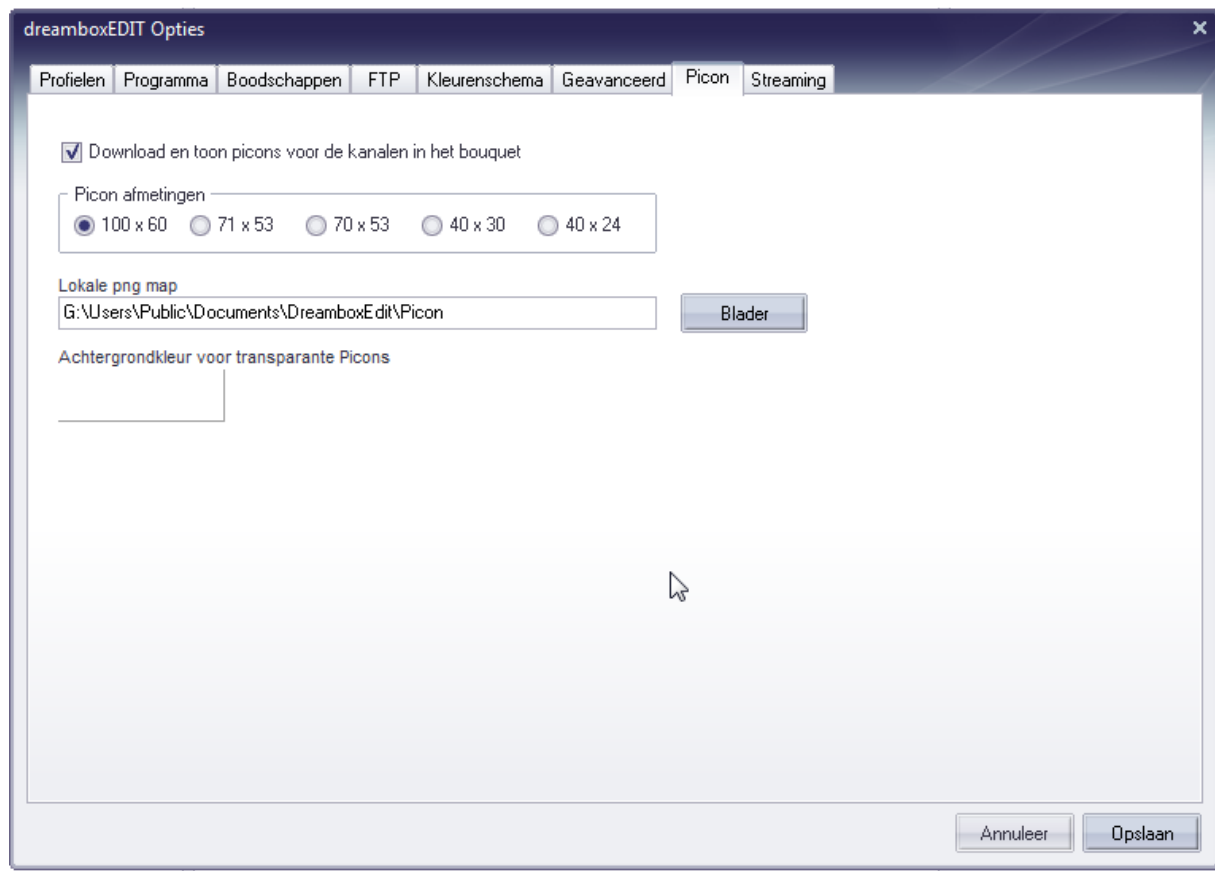 dreamboxEDIT Opties
Profielen Programma Boodschappen FTP Kleurenschema Geavanceerd Picon Streaming
Download en toon picons voor de kanalen in het bouquet
Picon afmetingen
100 x 60 71 x 53 70 x 53 40 x 30 40 x 24
Lokale png map
G:\Users\Public\Documents\DreamboxEdit\Picon Blader
Achtergrondkleur voor transparante Picons
Annuleer Opslaan